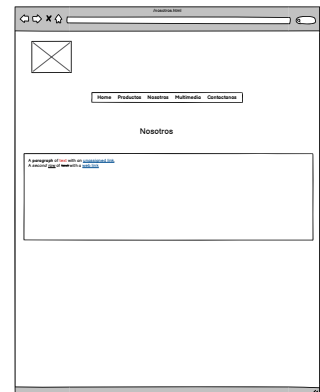 /nosotros.html
Home Productos Nosotros Multimedia Contactanos
Nosotros
A paragraph of text with an unassigned link
A second row of text with a web link